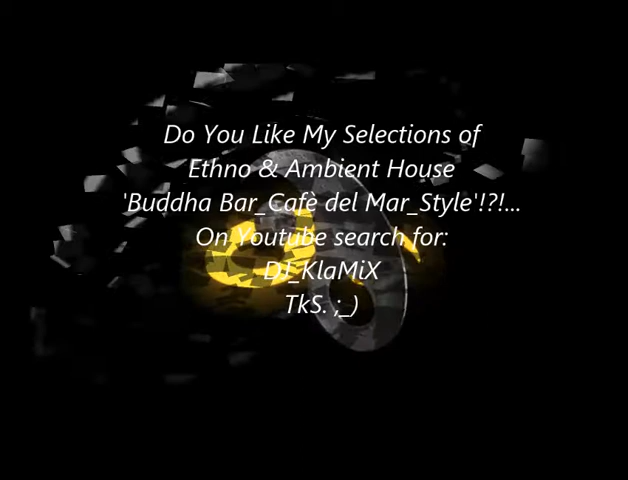 Do You Like My Selections of
Ethno & Ambient House
'Buddha Bar_Cafè del Mar_Style'!?!...
On Youtube search for:
DJ_KlaMiX
TkS. ;_)